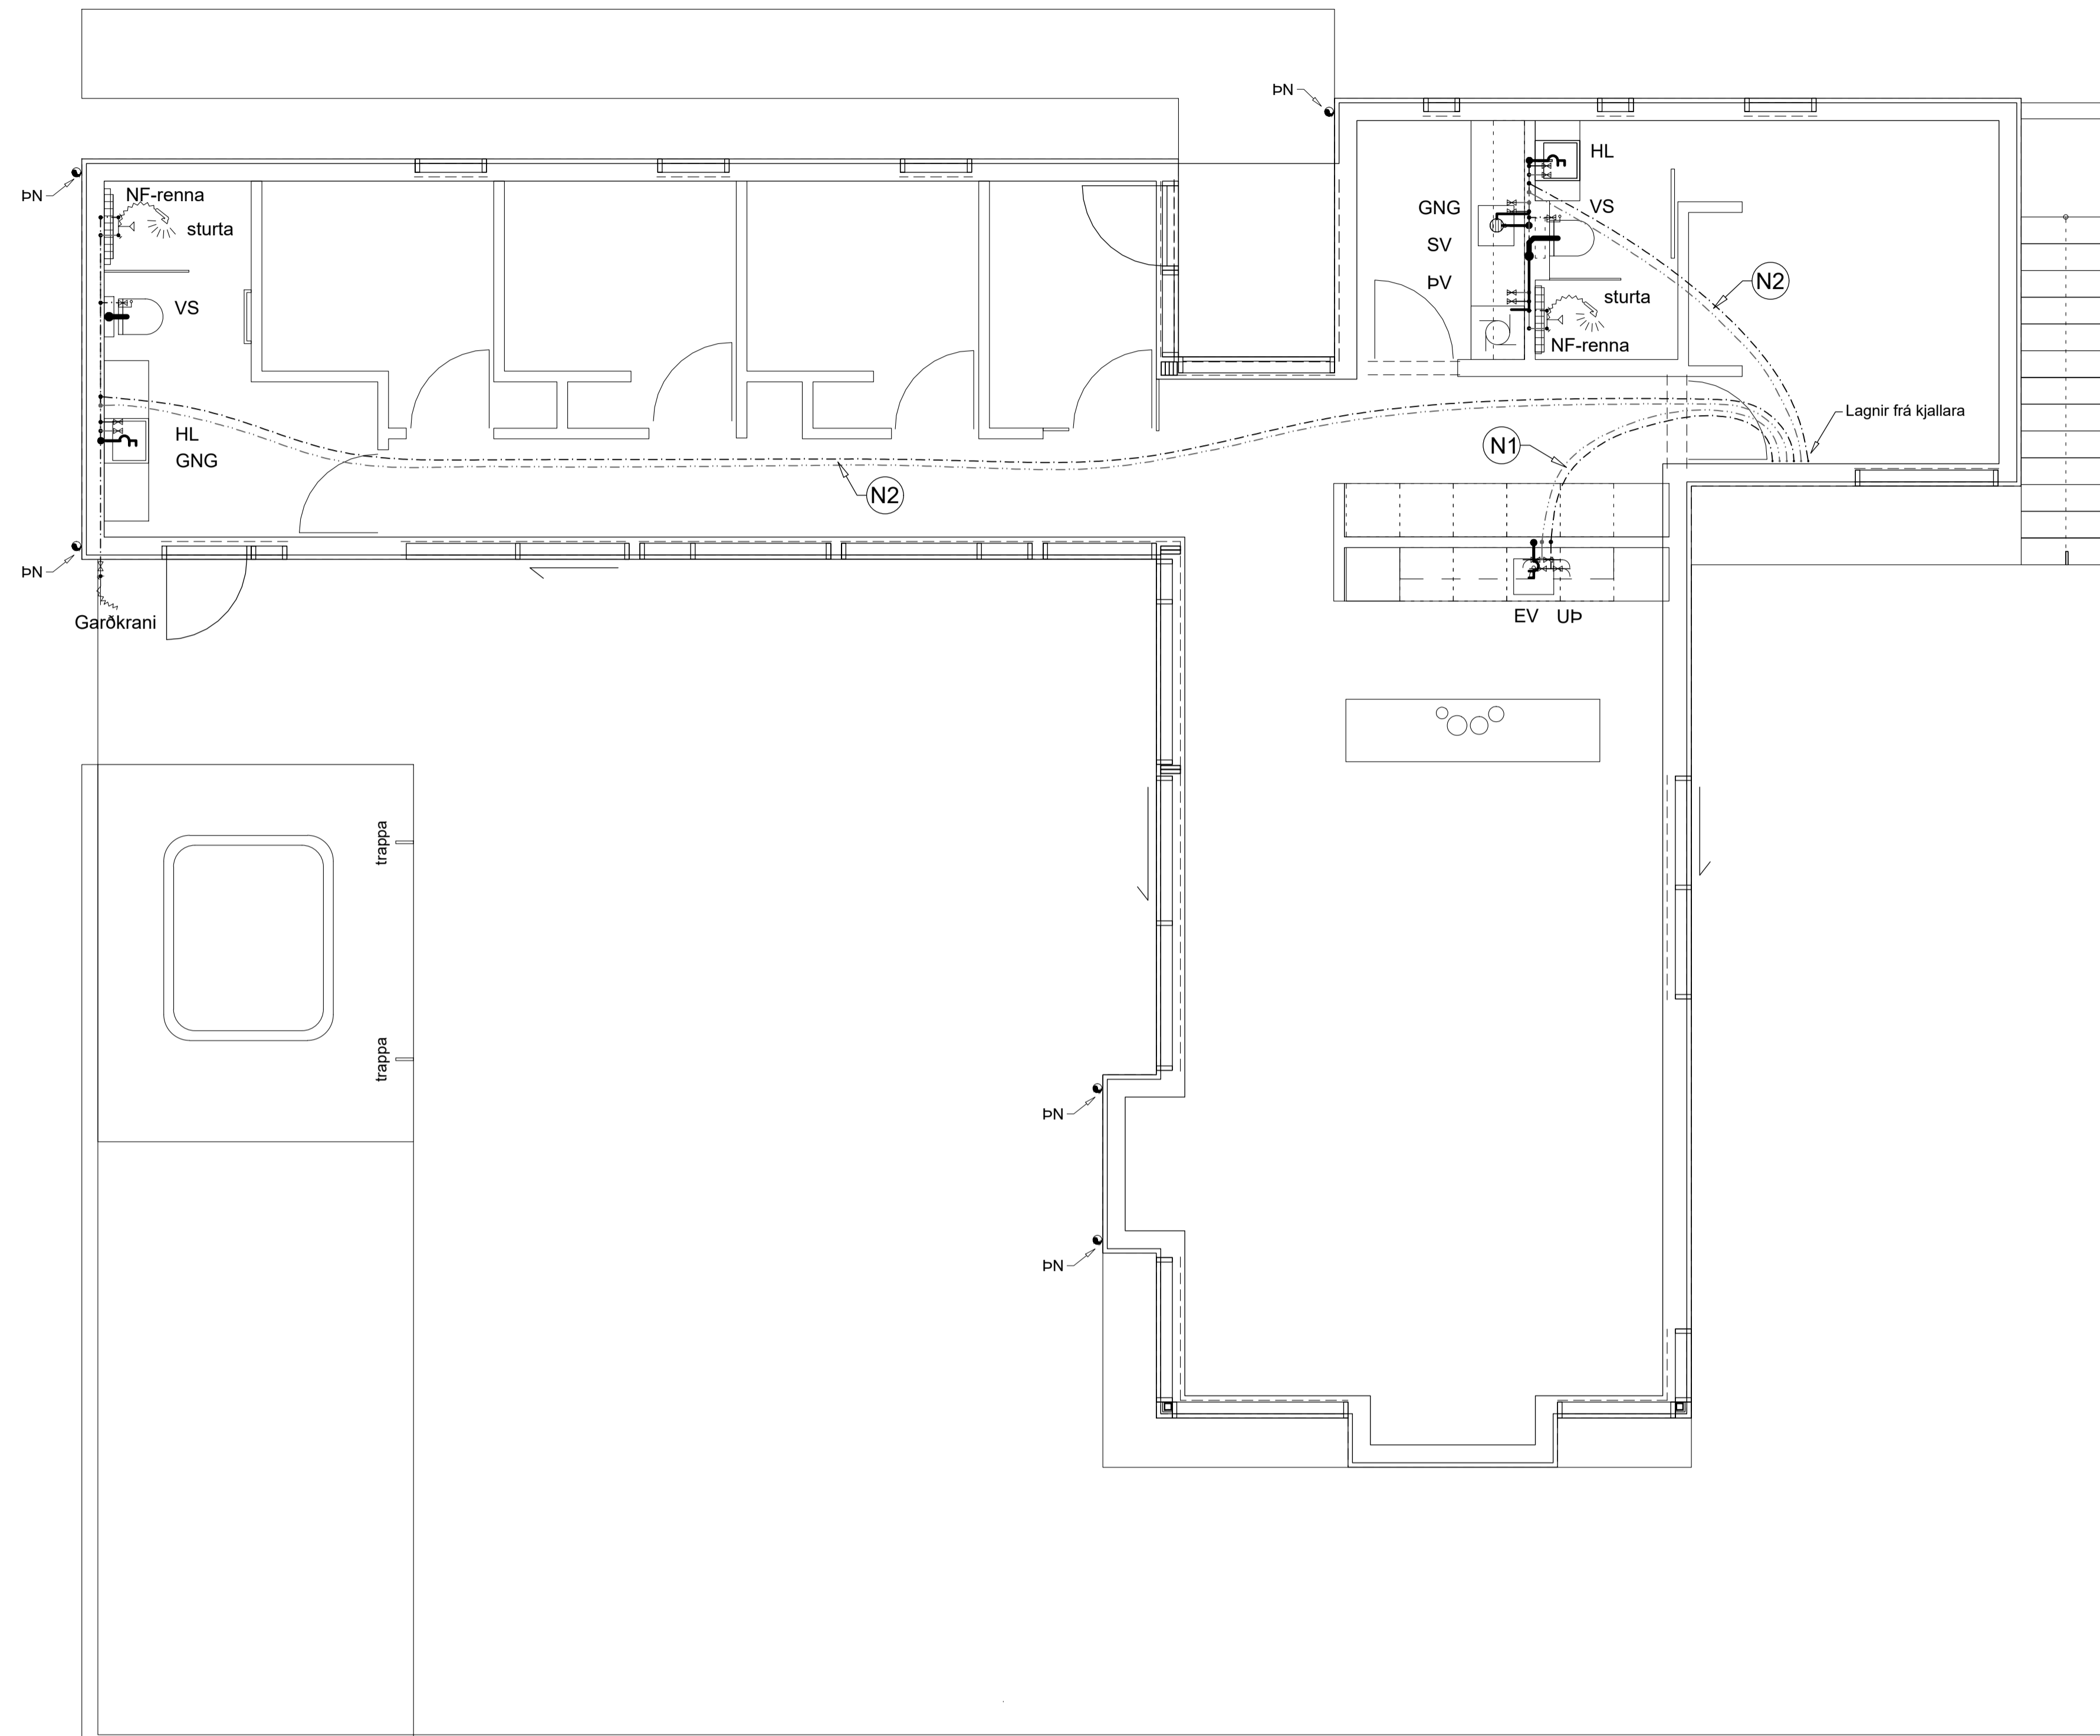 ÞN
ÞN
NF-renna
sturta
VS
HL
GNG
N2
ÞN
Garðkrani
HL
GNG
VS
SV
ÞV
sturta
NF-renna
N2
Lagnir frá kjallara
N1
EV UÞ
trappa
trappa
ÞN
ÞN